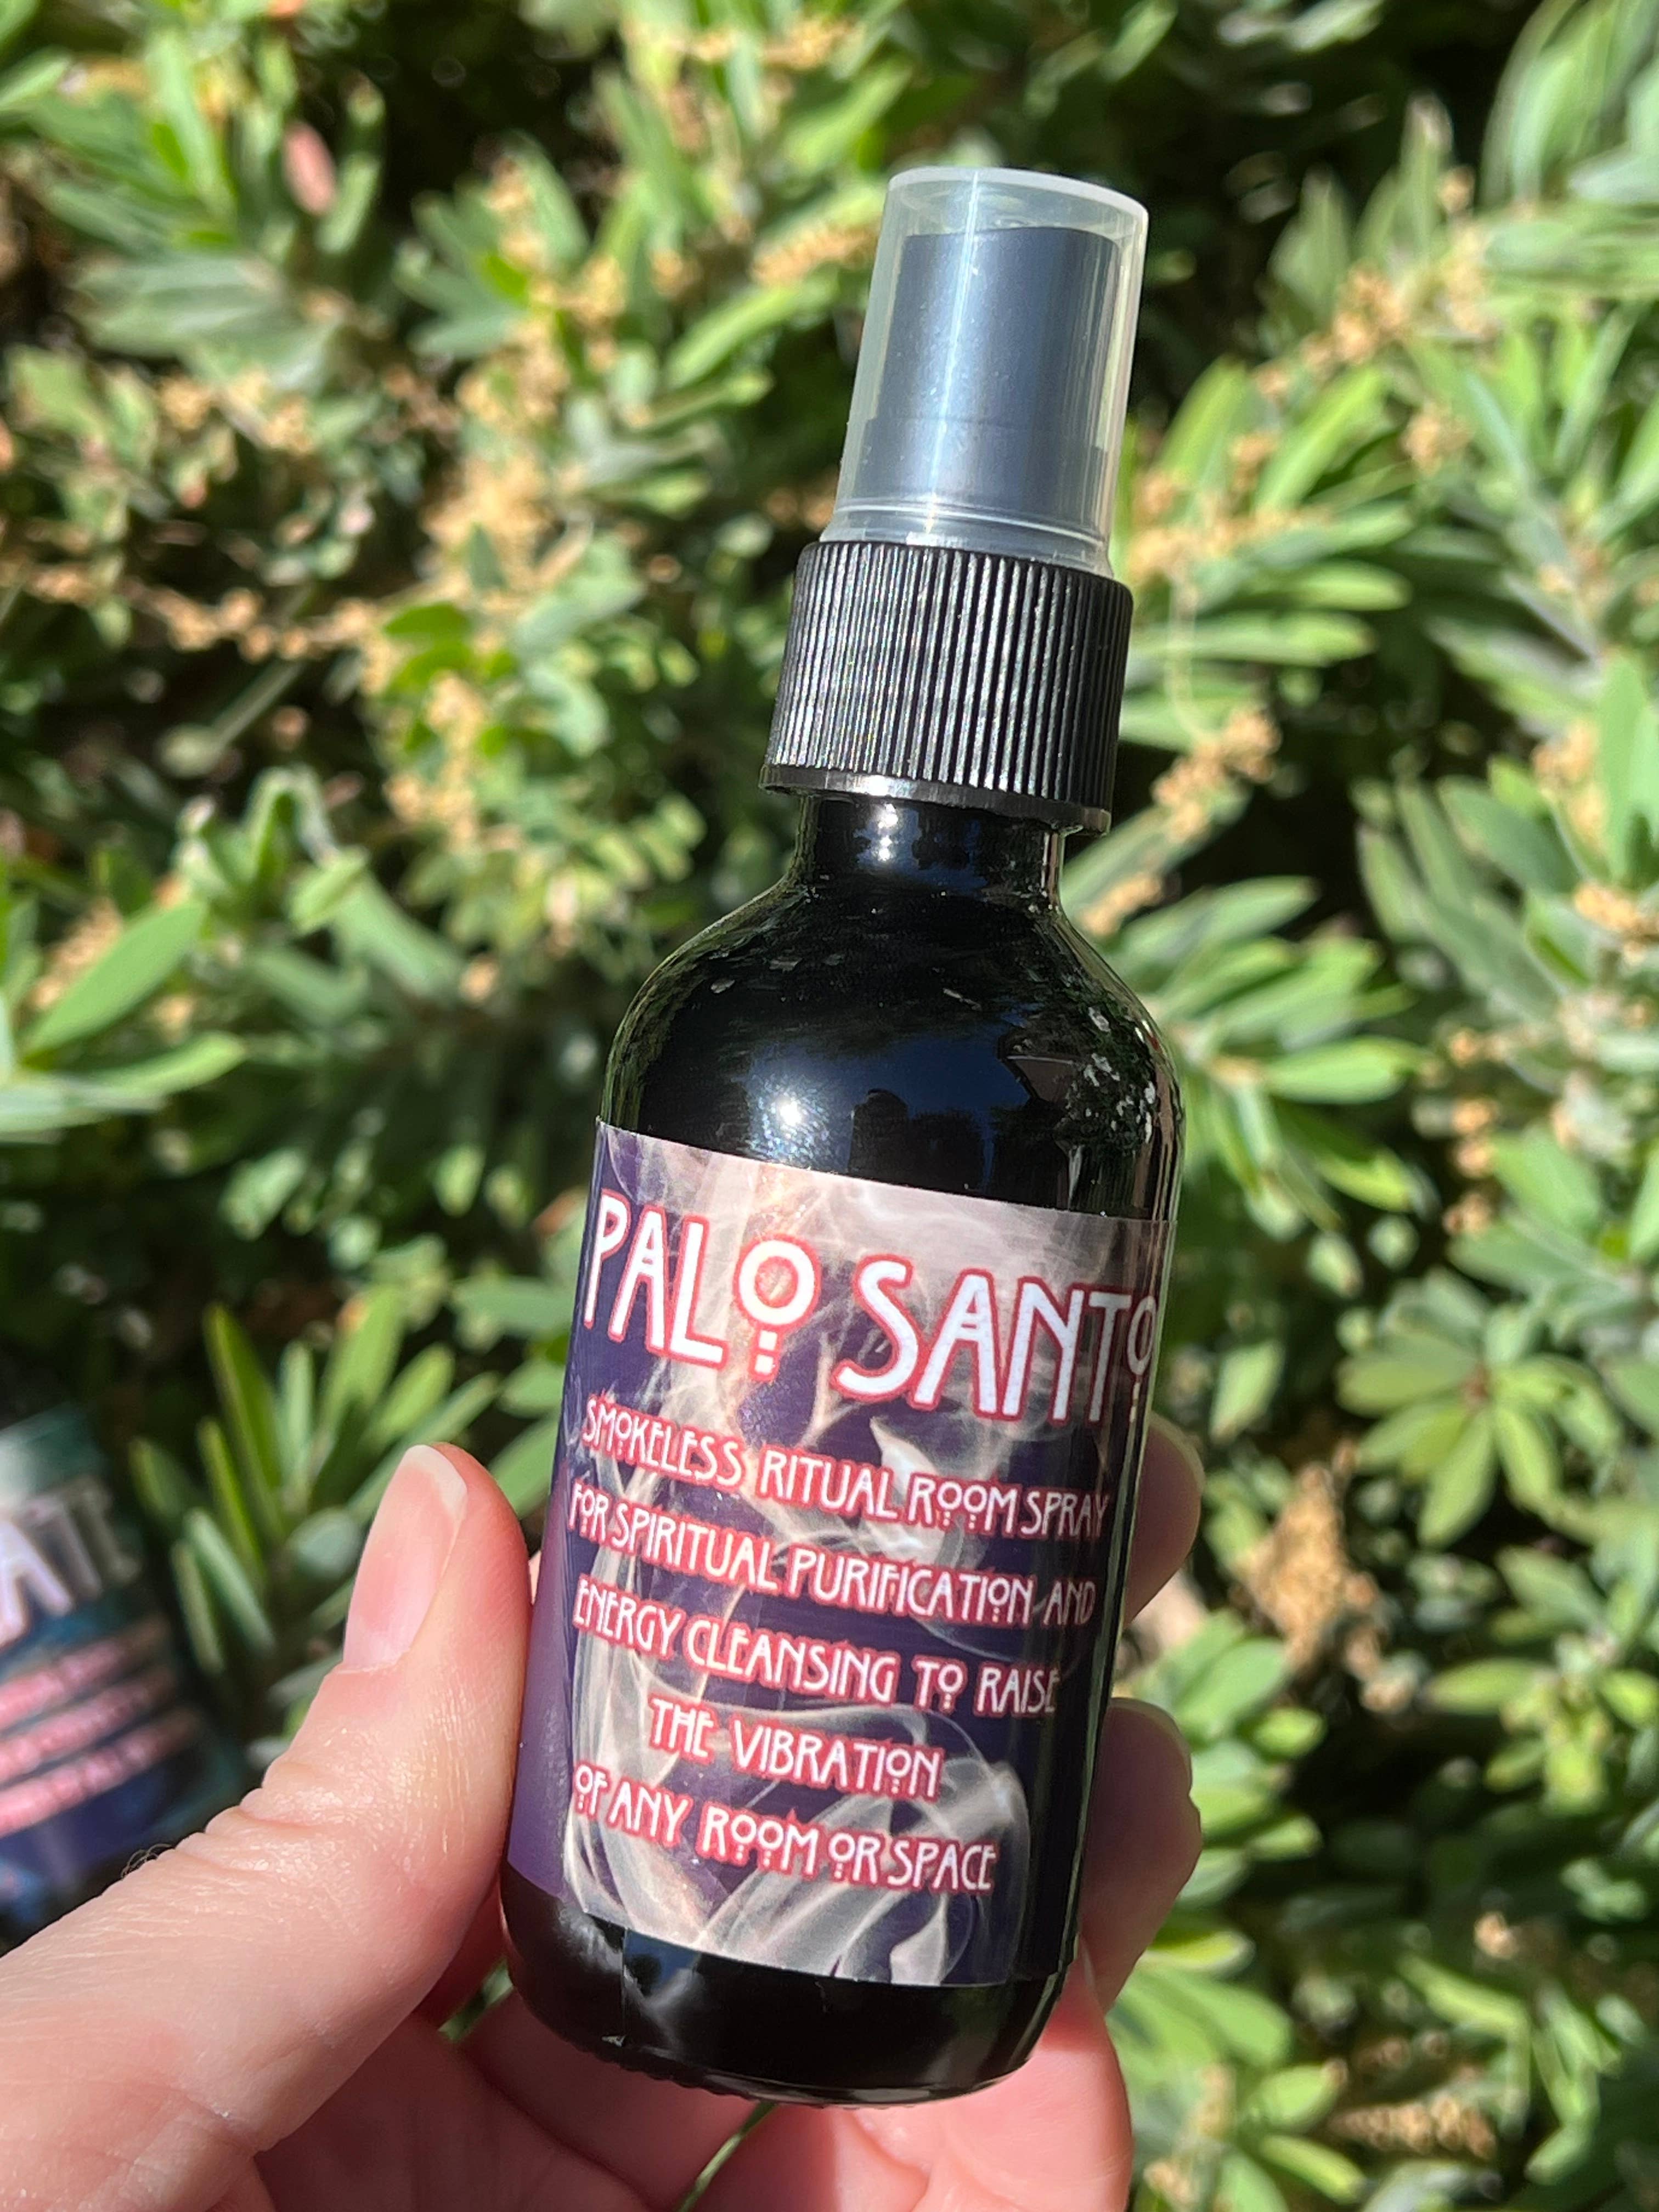 PALO SANTO
SMOKELESS RITUAL ROOM SPRAY
FOR SPIRITUAL PURIFICATION AND
ENERGY CLEANSING TO RAISE
THE VIBRATION
OF ANY ROOM OR SPACE